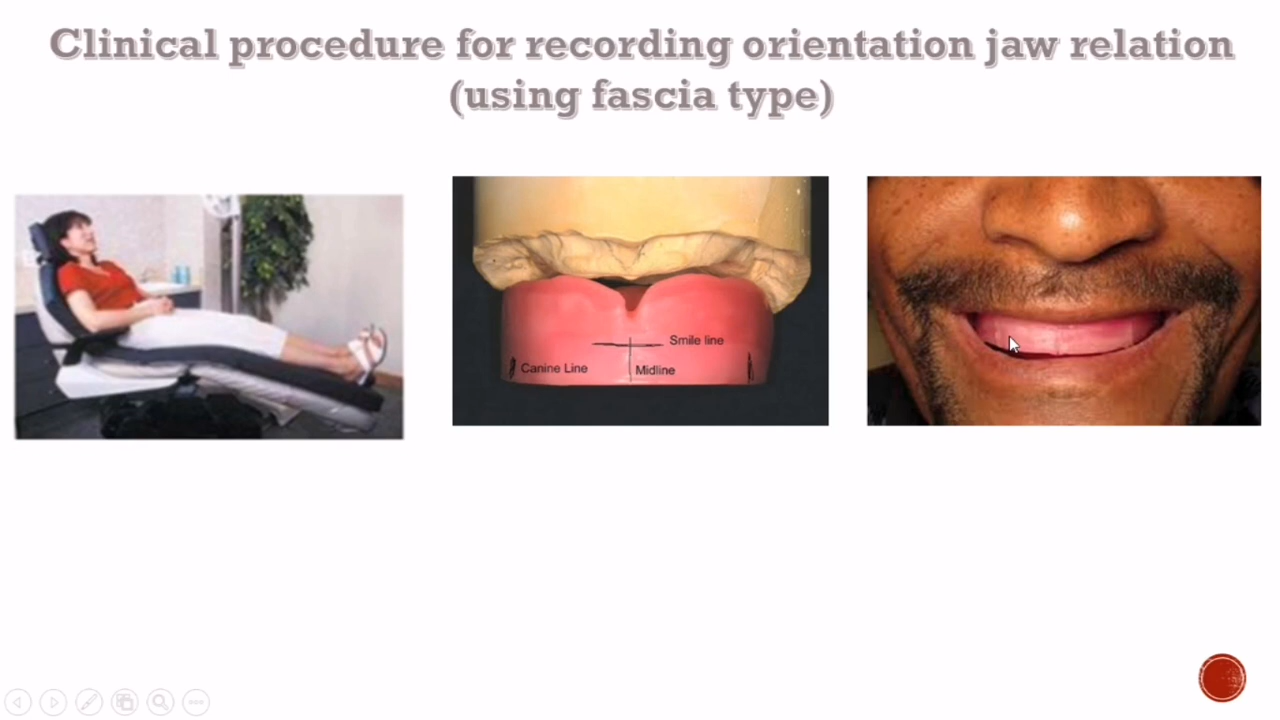 Clinical procedure for recording orientation jaw relation
(using fascia type)
Smile line
Canine Line
Midline